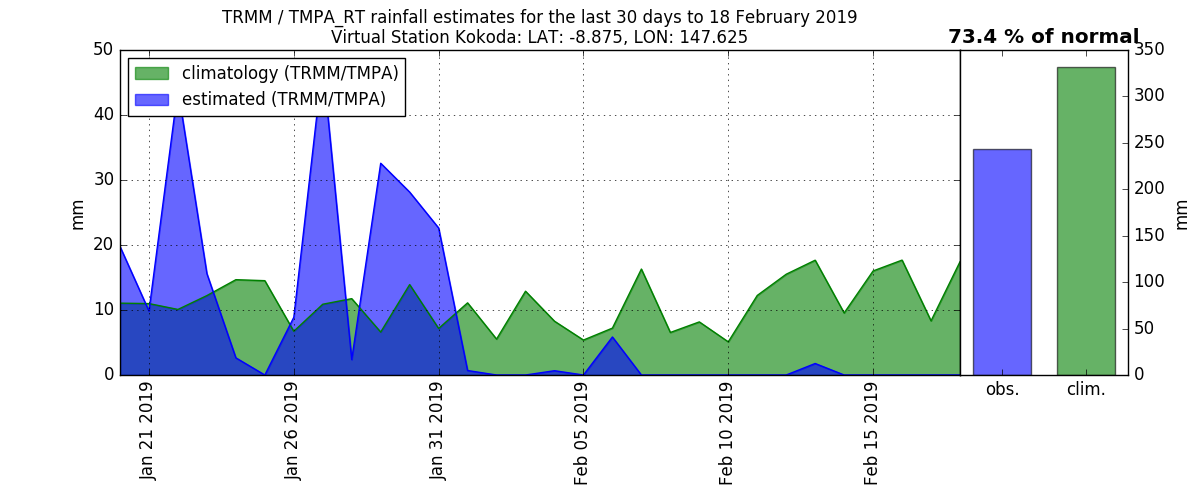 TRMM / TMPA_RT rainfall estimates for the last 30 days to 18 February 2019
Virtual Station Kokoda: LAT: -8.875, LON: 147.625
73.4 % of normal
climatology (TRMM/TMPA)
estimated (TRMM/TMPA)
50
40
30
20
10
0
mm
Jan 21 2019
Jan 26 2019
Jan 31 2019
Feb 05 2019
Feb 10 2019
Feb 15 2019
obs.
clim.
350
300
250
200
150
100
50
0
mm